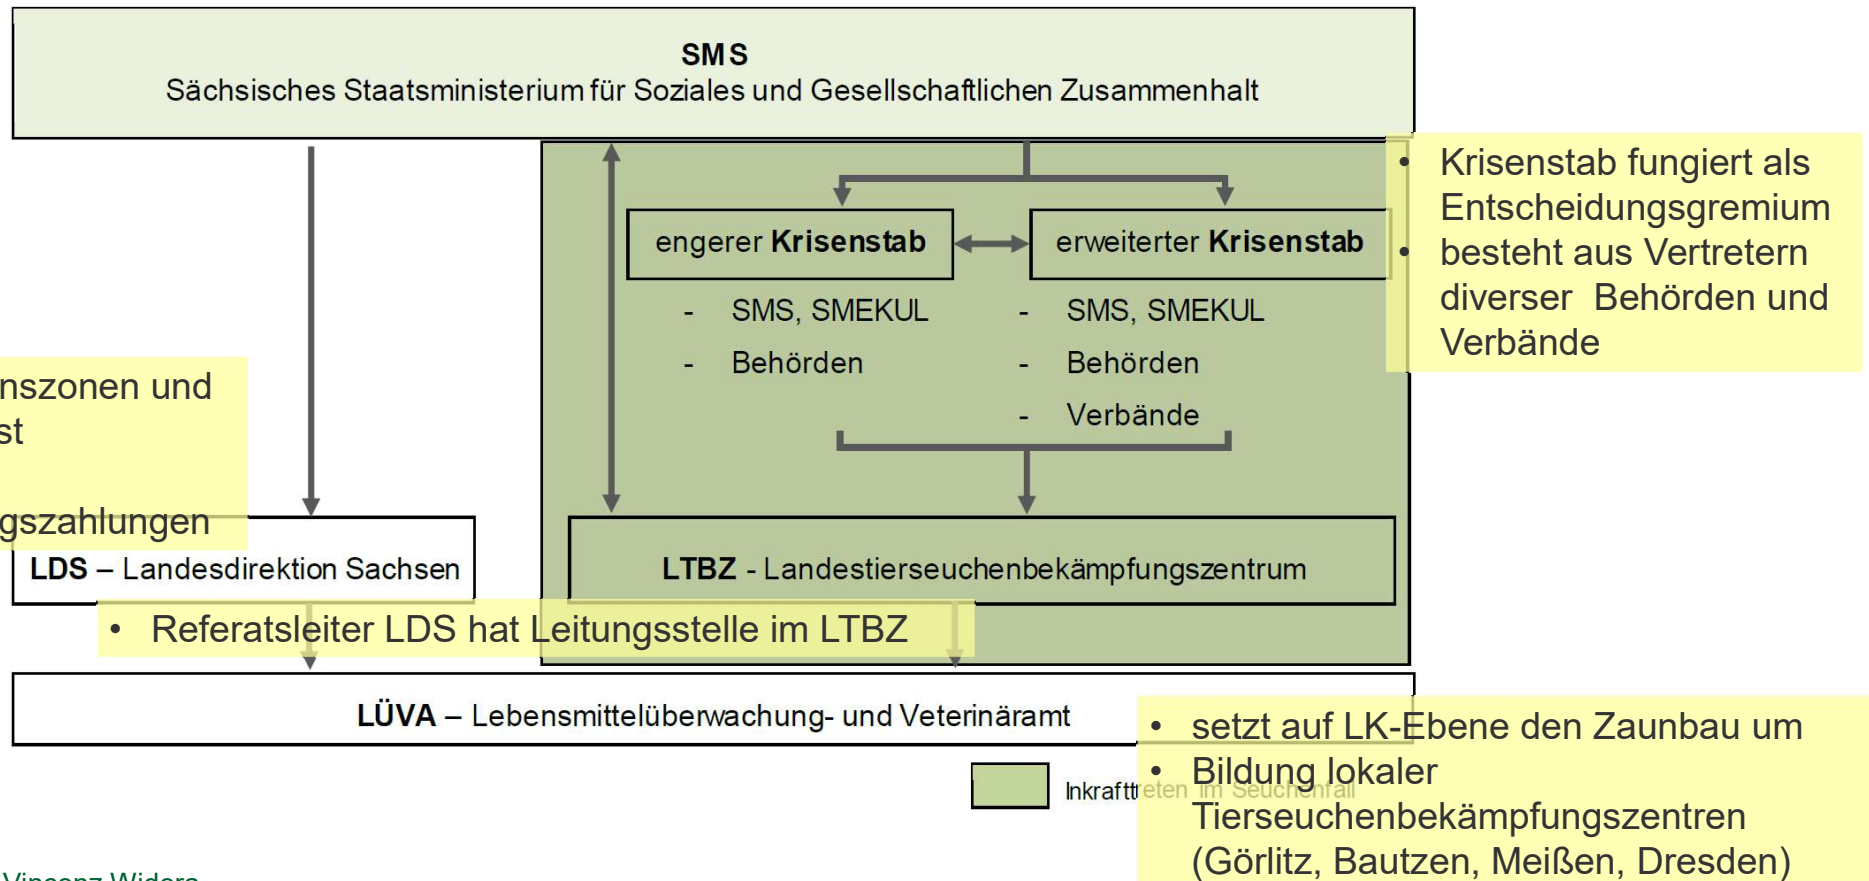 SMS
Sächsisches Staatsministerium für Soziales und Gesellschaftlichen Zusammenhalt
engerer Krisenstab
- SMS, SMEKUL
- Behörden
erweiterter Krisenstab
- SMS, SMEKUL
- Behörden
- Verbände
• Krisenstab fungiert als
Entscheidungsgremium
• besteht aus Vertretern
diverser Behörden und
Verbände
nszonen und
st
gszahlungen
LDS – Landesdirektion Sachsen
LTBZ - Landestierseuchenbekämpfungszentrum
• Referatsleiter LDS hat Leitungsstelle im LTBZ
LÜVA – Lebensmittelüberwachung- und Veterinäramt
• setzt auf LK-Ebene den Zaunbau um
• Bildung lokaler
Tierseuchenbekämpfungszentren
(Görlitz, Bautzen, Meißen, Dresden)
Inkrafttreten im Seuchenfall
Vincenz Widera